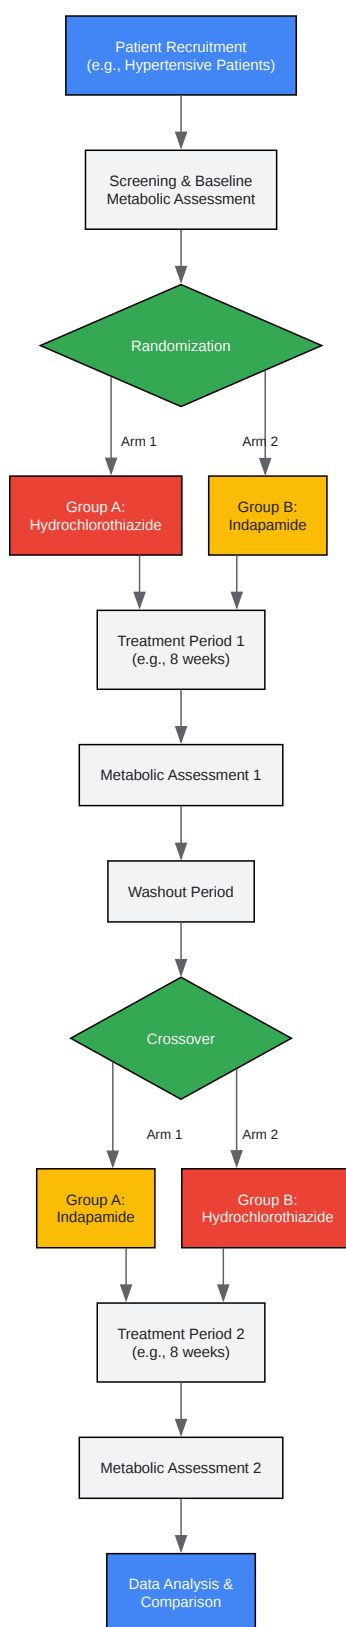 Patient Recruitment
(e.g., Hypertensive Patients)
Screening & Baseline
Metabolic Assessment
Randomization
Arm 1
Arm 2
Group A:
Hydrochlorothiazide
Group B:
Indapamide
Treatment Period 1
(e.g., 8 weeks)
Metabolic Assessment 1
Washout Period
Crossover
Arm 1
Arm 2
Group A:
Indapamide
Group B:
Hydrochlorothiazide
Treatment Period 2
(e.g., 8 weeks)
Metabolic Assessment 2
Data Analysis &
Comparison